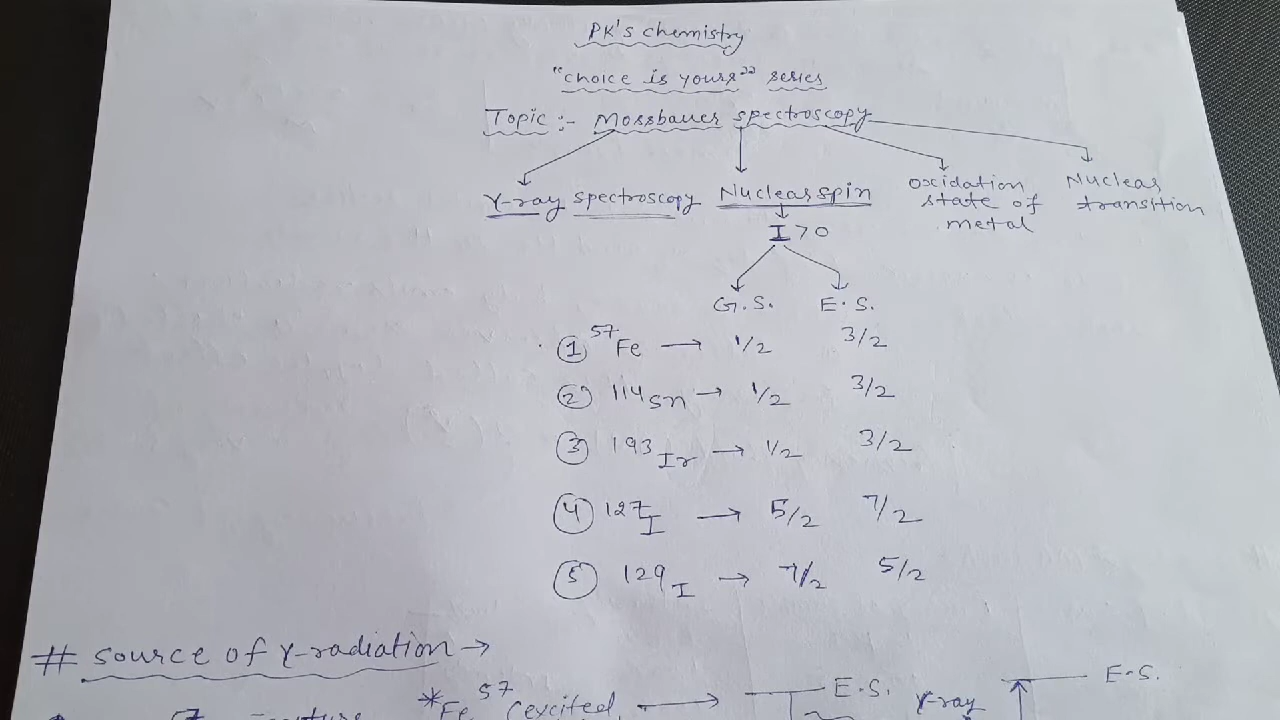 PK's chemistry
"choice is yours" series
Topic :- Mossbauer spectroscopy
γ-ray spectroscopy Nuclear spin oxidation state of metal Nuclear transition
I > 0
G.S. E.S.
① ⁵⁷Fe → 1/2 3/2
② 114Sn → 1/2 3/2
③ 193Ir → 1/2 3/2
④ 127I → 5/2 7/2
⑤ 129I → 7/2 5/2
# source of γ-radiation →
*Fe⁵⁷ (excited → E.S. γ-ray E.S.